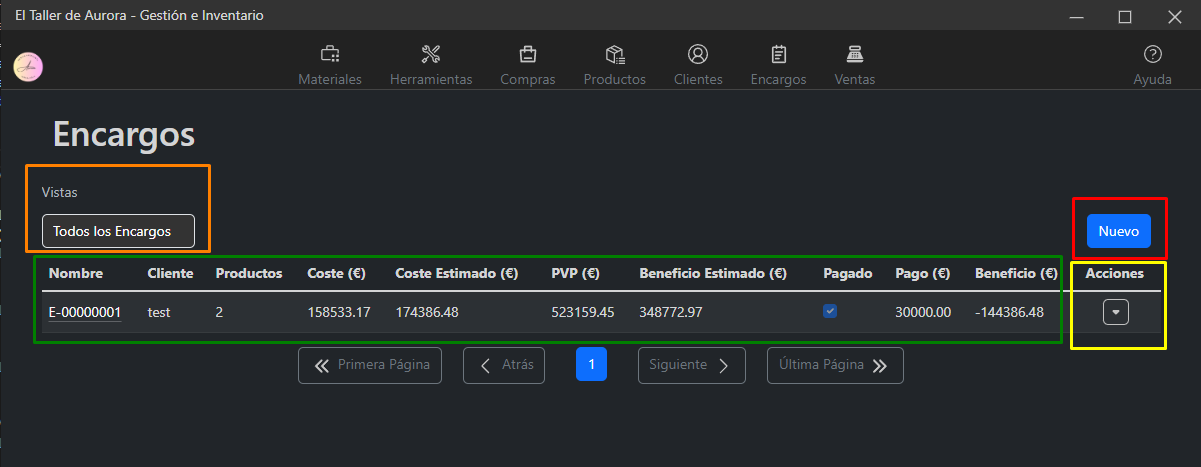 El Taller de Aurora - Gestión e Inventario
Materiales Herramientas Compras Productos Clientes Encargos Ventas Ayuda
Encargos
Vistas
Todos los Encargos Nuevo
Nombre Cliente Productos Coste (€) Coste Estimado (€) PVP (€) Beneficio Estimado (€) Pagado Pago (€) Beneficio (€) Acciones
E-00000001 test 2 158533.17 174386.48 523159.45 348772.97 30000.00 -144386.48
Primera Página Atrás 1 Siguiente Última Página